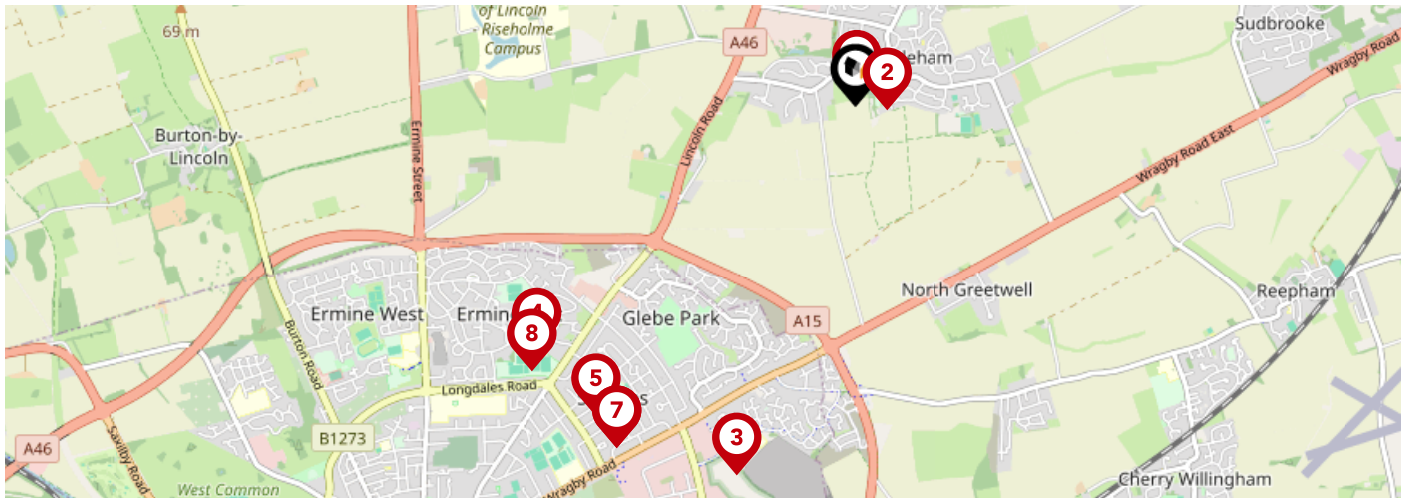 of Lincoln
Riseholme
Campus
69 m
A46
Sudbrooke
2
Wragby Road
Burton-by-
Lincoln
Ermine Street
Lincoln Road
Wragby Road East
North Greetwell
Reepham
Ermine West
Glebe Park
A15
8
Burton Road
Longdales Road
5
7
3
B1273
A46
Saxilby Road
West Common
Wragby Road
Cherry Willingham